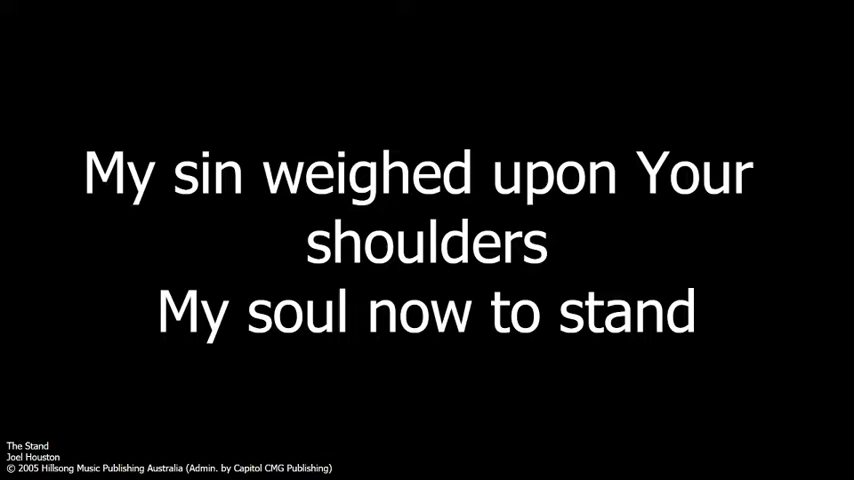 My sin weighed upon Your
shoulders
My soul now to stand
The Stand
Joel Houston
© 2005 Hillsong Music Publishing Australia (Admin. by Capitol CMG Publishing)